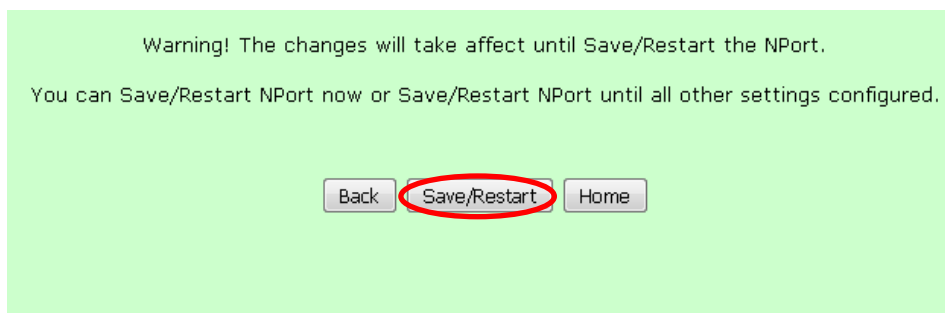 Warning! The changes will take affect until Save/Restart the NPort.
You can Save/Restart NPort now or Save/Restart NPort until all other settings configured.
Back Save/Restart Home